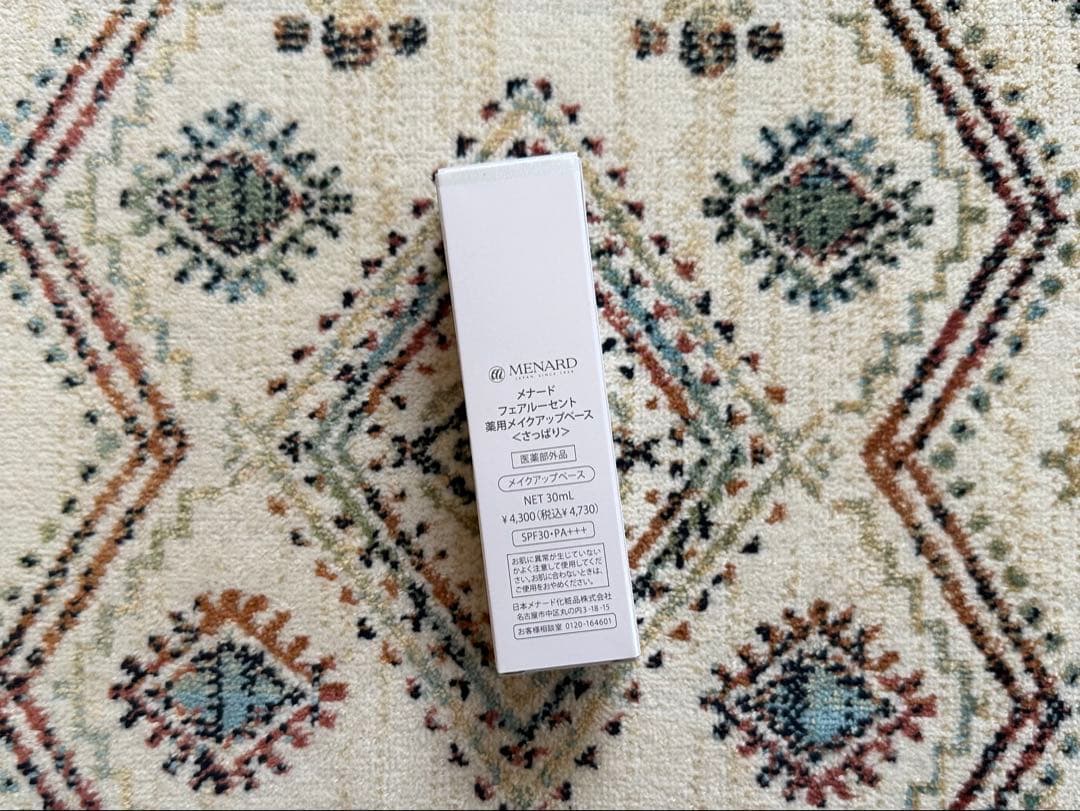 MENARD
JAPAN, SINCE 1959
メナード
フェアルーセント
薬用メイクアップベース
＜さっぱり＞
医薬部外品
メイクアップベース
NET 30mL
¥4,300(税込¥4,730)
SPF30・PA+++
お肌に異常が生じていない
かよく注意して使用してくだ
さい。お肌に合わないときは、
ご使用をおやめください。
日本メナード化粧品株式会社
名古屋市中区丸の内3-18-15
お客様相談室 0120-164601